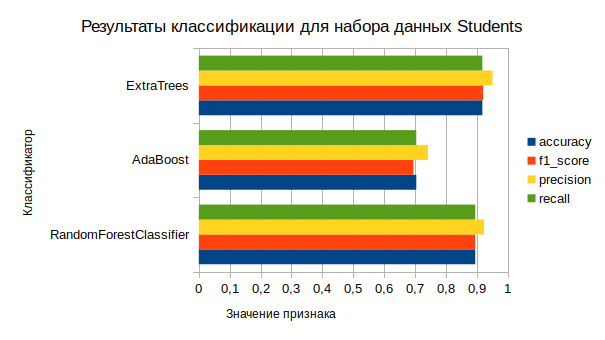 Результаты классификации для набора данных Students
Классификатор
ExtraTrees
AdaBoost
RandomForestClassifier
0 0,1 0,2 0,3 0,4 0,5 0,6 0,7 0,8 0,9 1
Значение признака
accuracy
f1_score
precision
recall